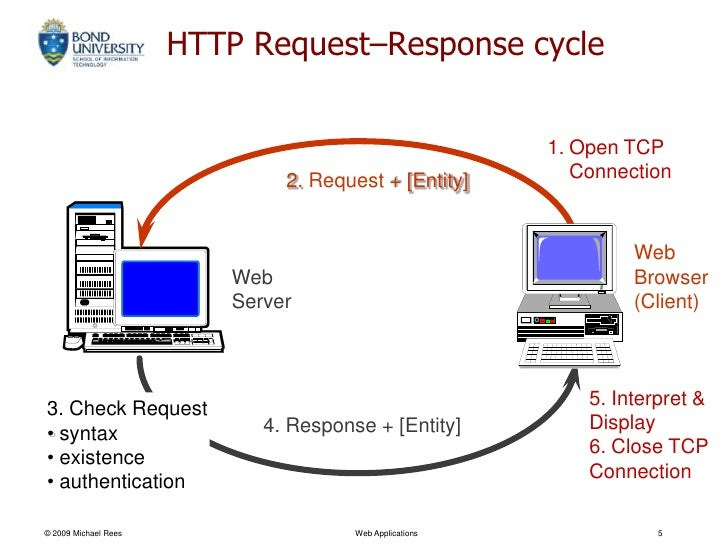 BOND
UNIVERSITY
SCHOOL OF INFORMATION
TECHNOLOGY
HTTP Request–Response cycle
1. Open TCP
Connection
2. Request + [Entity]
Web
Server
Web
Browser
(Client)
3. Check Request
• syntax
• existence
• authentication
4. Response + [Entity]
5. Interpret &
Display
6. Close TCP
Connection
© 2009 Michael Rees
Web Applications
5